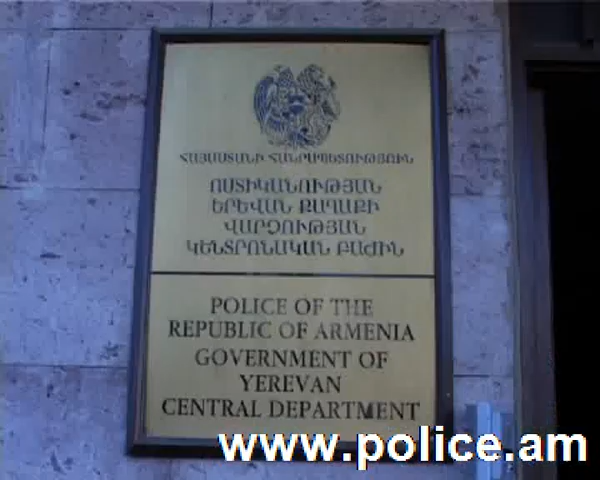 ՀԱՅԱՍՏԱՆԻ ՀԱՆՐԱՊԵՏՈՒԹՅՈՒՆ
ՈՍՏԻԿԱՆՈՒԹՅԱՆ
ԵՐԵՎԱՆ ՔԱՂԱՔԻ
ՎԱՐՉՈՒԹՅԱՆ
ԿԵՆՏՐՈՆԱԿԱՆ ԲԱԺԻՆ
POLICE OF THE
REPUBLIC OF ARMENIA
GOVERNMENT OF
YEREVAN
CENTRAL DEPARTMENT
www.police.am